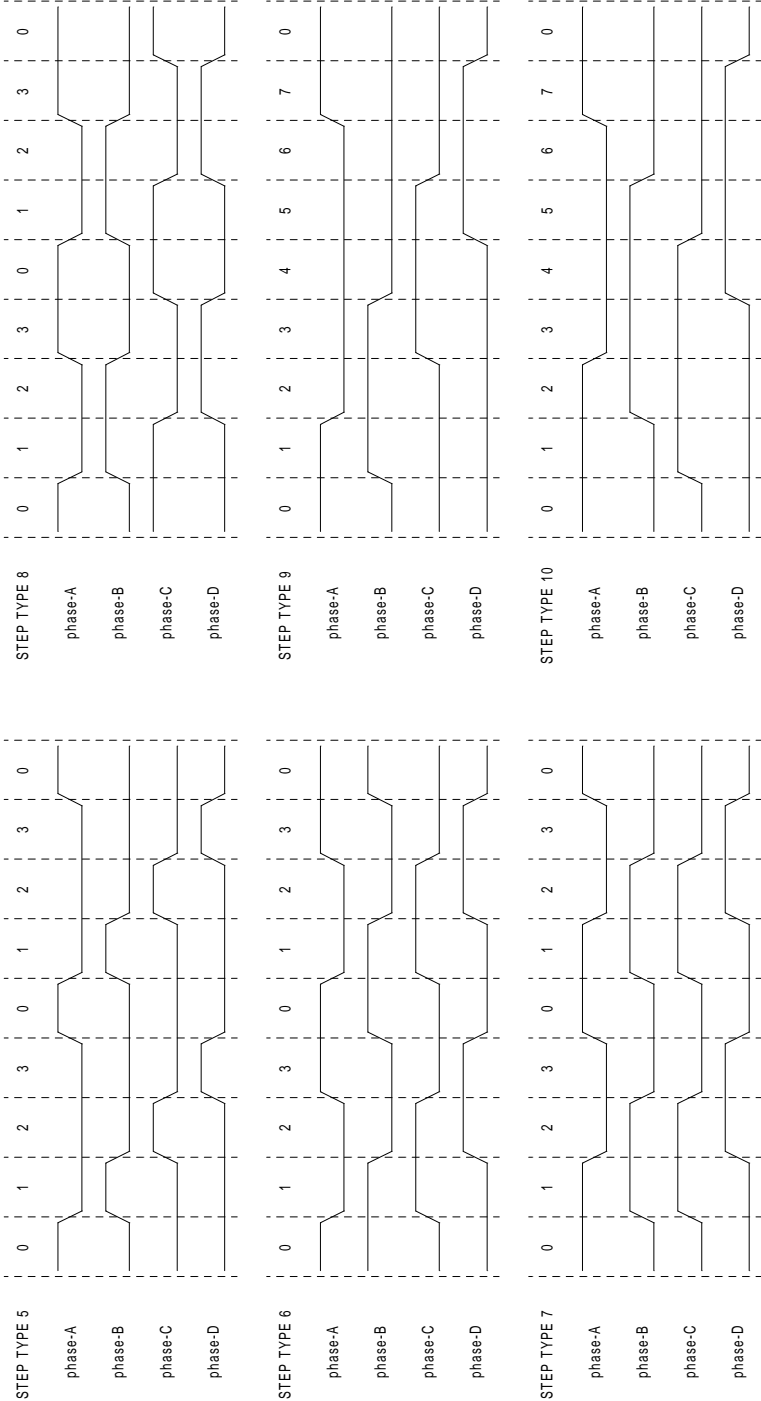 STEP TYPE 5 0 1 2 3 0 1 2 3 0
phase-A
phase-B
phase-C
phase-D
STEP TYPE 6 0 1 2 3 0 1 2 3 0
phase-A
phase-B
phase-C
phase-D
STEP TYPE 7 0 1 2 3 0 1 2 3 0
phase-A
phase-B
phase-C
phase-D
STEP TYPE 8 0 1 2 3 0 1 2 3 0
phase-A
phase-B
phase-C
phase-D
STEP TYPE 9 0 1 2 3 4 5 6 7 0
phase-A
phase-B
phase-C
phase-D
STEP TYPE 10 0 1 2 3 4 5 6 7 0
phase-A
phase-B
phase-C
phase-D